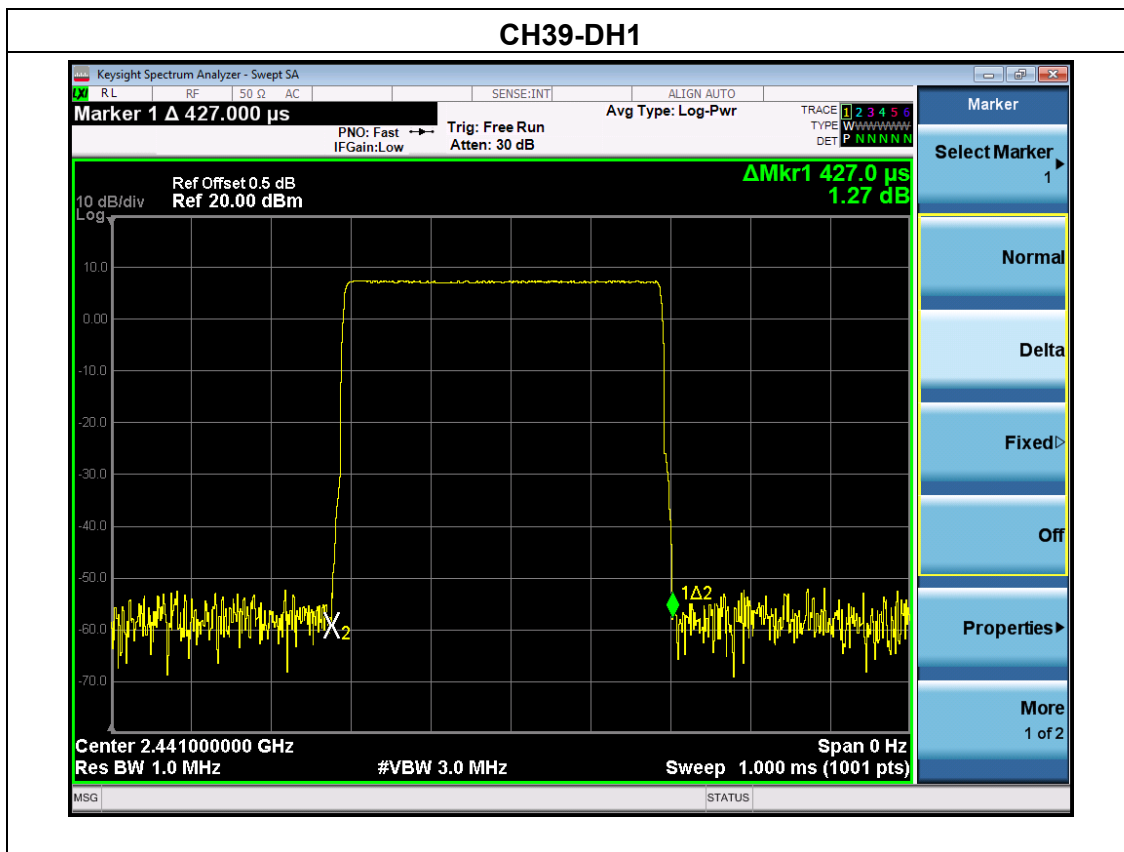 CH39-DH1
Keysight Spectrum Analyzer - Swept SA
LXI RL RF 50 Ω AC SENSE:INT ALIGN AUTO
Marker 1 Δ 427.000 µs
PNO: Fast
IFGain:Low
Trig: Free Run
Atten: 30 dB
Avg Type: Log-Pwr
TRACE 1 2 3 4 5 6
TYPE WWWWWW
DET P N N N N N
ΔMkr1 427.0 µs
1.27 dB
Ref Offset 0.5 dB
10 dB/div Ref 20.00 dBm
Log
10.0
0.00
-10.0
-20.0
-30.0
-40.0
-50.0
-60.0
-70.0
1Δ2
X2
Center 2.441000000 GHz Span 0 Hz
Res BW 1.0 MHz #VBW 3.0 MHz Sweep 1.000 ms (1001 pts)
MSG STATUS
Marker
Select Marker
1
Normal
Delta
Fixed
Off
Properties
More
1 of 2